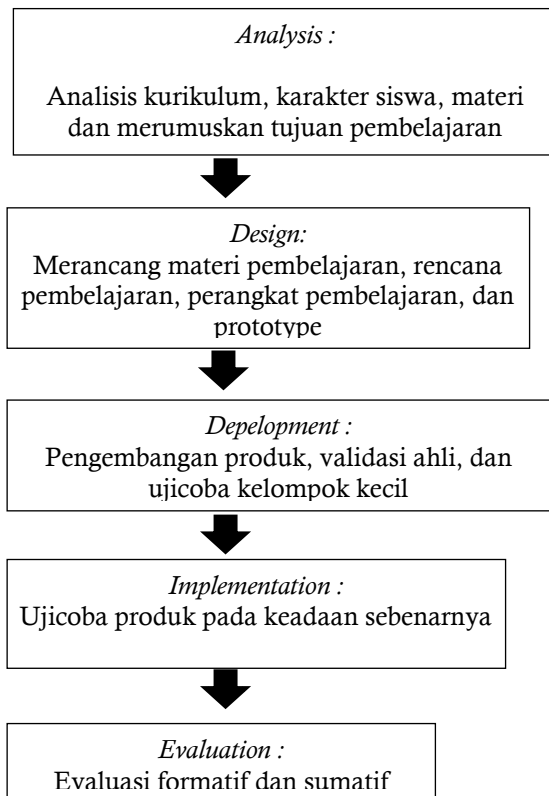 Analysis :
Analisis kurikulum, karakter siswa, materi
dan merumuskan tujuan pembelajaran
Design:
Merancang materi pembelajaran, rencana
pembelajaran, perangkat pembelajaran, dan
prototype
Depelopment :
Pengembangan produk, validasi ahli, dan
ujicoba kelompok kecil
Implementation :
Ujicoba produk pada keadaan sebenarnya
Evaluation :
Evaluasi formatif dan sumatif